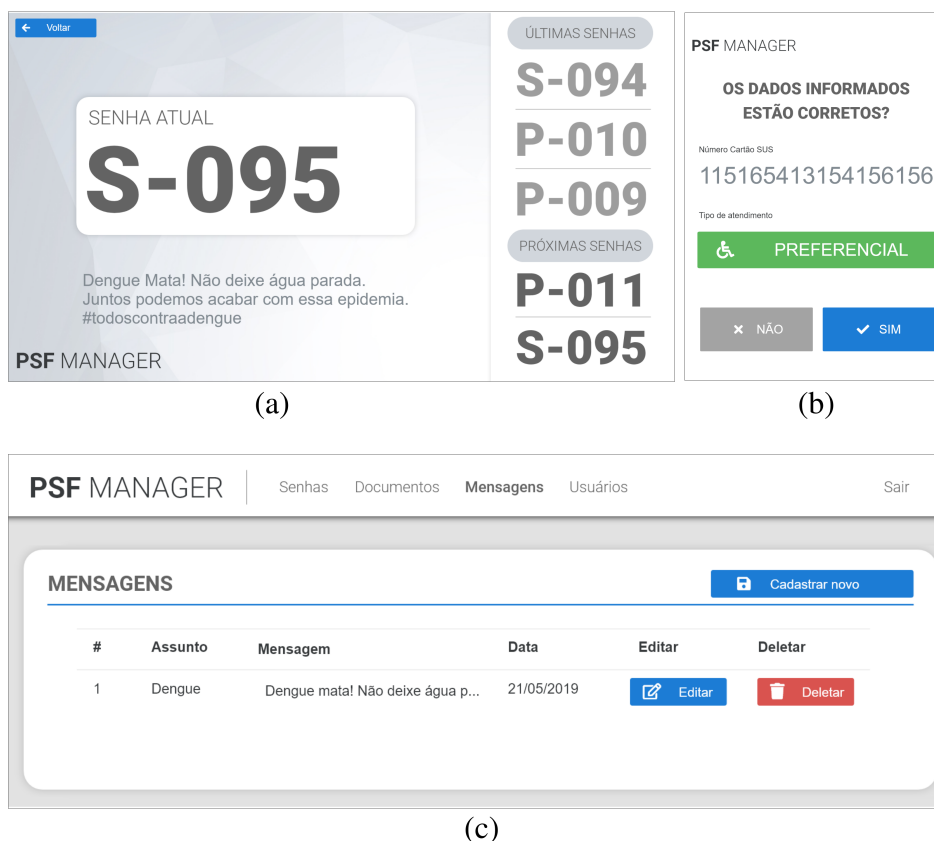 Voltar
SENHA ATUAL
S-095
Dengue Mata! Não deixe água parada.
Juntos podemos acabar com essa epidemia.
#todoscontraadengue
PSF MANAGER
ÚLTIMAS SENHAS
S-094
P-010
P-009
PRÓXIMAS SENHAS
P-011
S-095
(a)
PSF MANAGER
OS DADOS INFORMADOS
ESTÃO CORRETOS?
Número Cartão SUS
115165413154156156
Tipo de atendimento
PREFERENCIAL
NÃO SIM
(b)
PSF MANAGER Senhas Documentos Mensagens Usuários Sair
MENSAGENS Cadastrar novo
# Assunto Mensagem Data Editar Deletar
1 Dengue Dengue mata! Não deixe água p... 21/05/2019 Editar Deletar
(c)